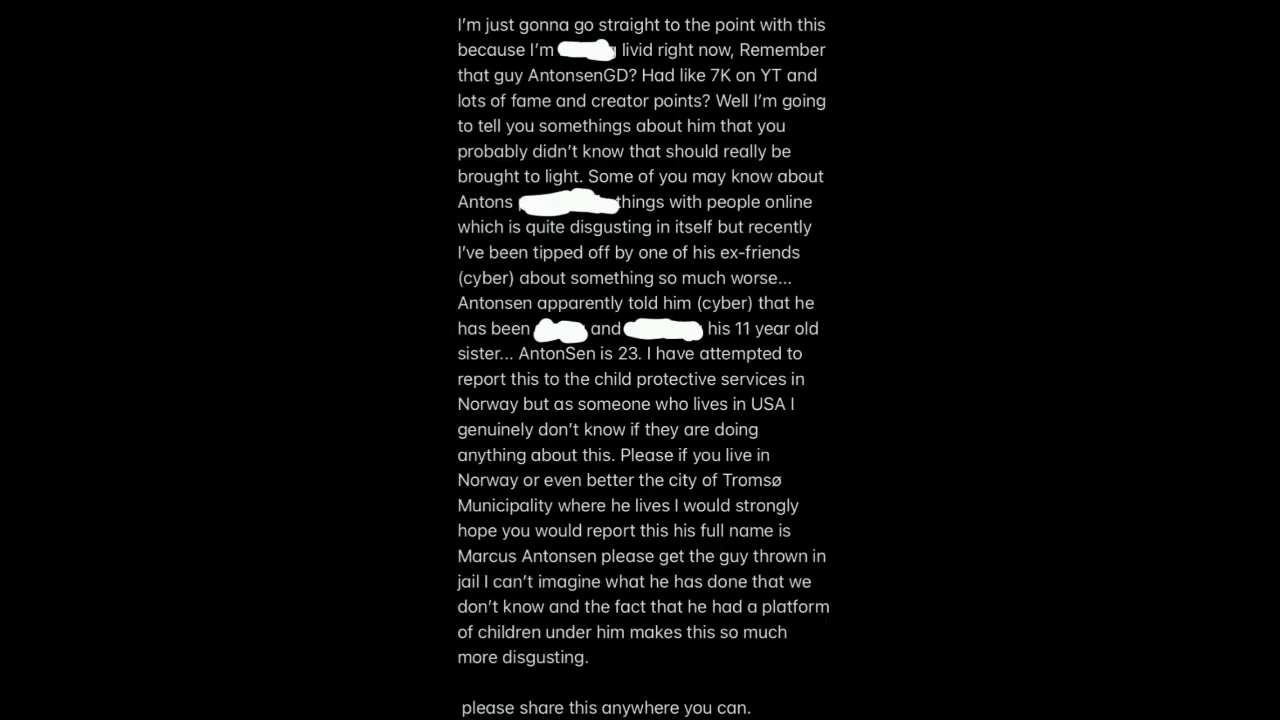 I'm just gonna go straight to the point with this
because I'm livid right now, Remember
that guy AntonsenGD? Had like 7K on YT and
lots of fame and creator points? Well I'm going
to tell you somethings about him that you
probably didn't know that should really be
brought to light. Some of you may know about
Antons things with people online
which is quite disgusting in itself but recently
I've been tipped off by one of his ex-friends
(cyber) about something so much worse...
Antonsen apparently told him (cyber) that he
has been and his 11 year old
sister... AntonSen is 23. I have attempted to
report this to the child protective services in
Norway but as someone who lives in USA I
genuinely don't know if they are doing
anything about this. Please if you live in
Norway or even better the city of Tromsø
Municipality where he lives I would strongly
hope you would report this his full name is
Marcus Antonsen please get the guy thrown in
jail I can't imagine what he has done that we
don't know and the fact that he had a platform
of children under him makes this so much
more disgusting.
please share this anywhere you can.